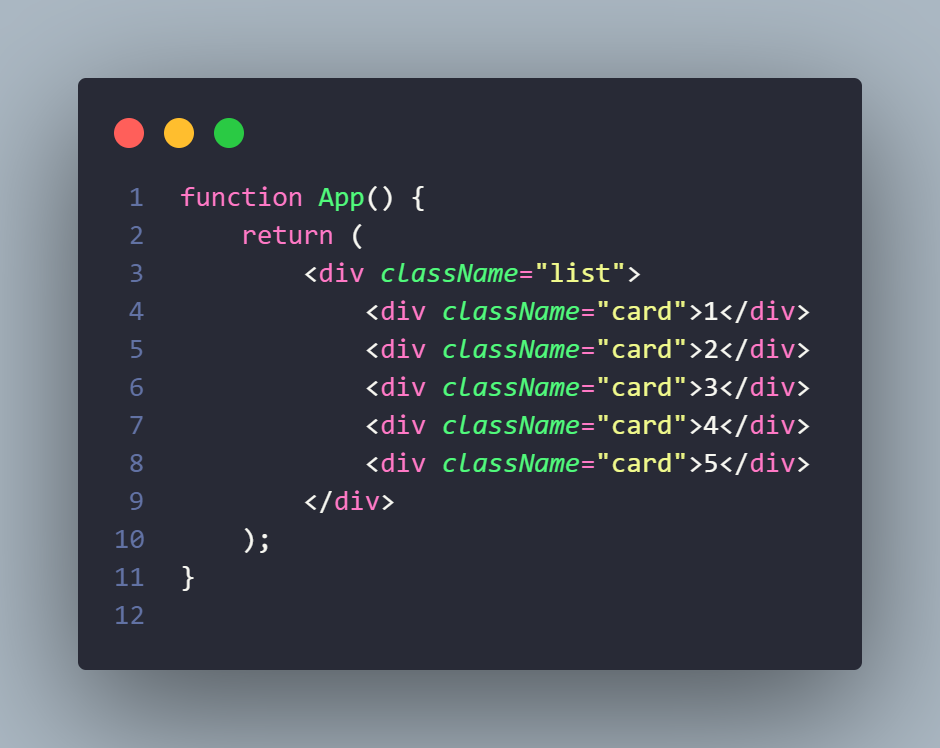 1 function App() {
2     return (
3         <div className="list">
4             <div className="card">1</div>
5             <div className="card">2</div>
6             <div className="card">3</div>
7             <div className="card">4</div>
8             <div className="card">5</div>
9         </div>
10     );
11 }
12